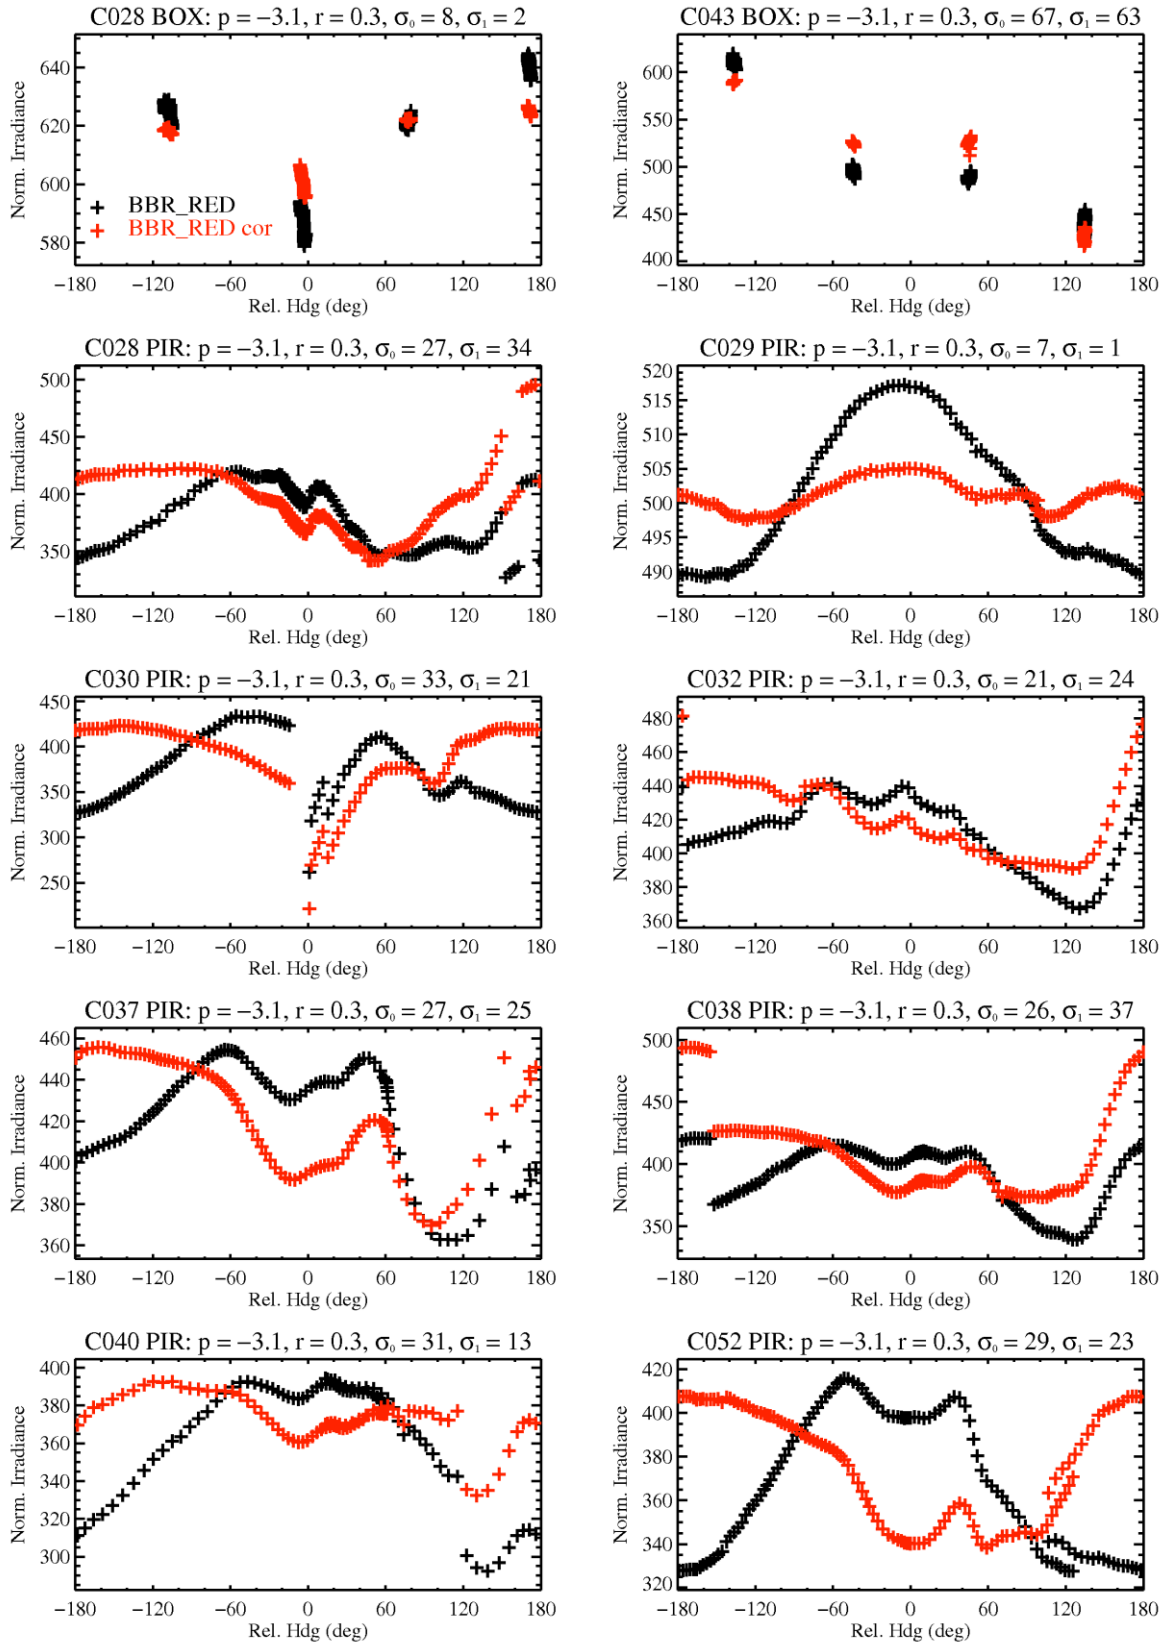 C028 BOX: p = −3.1, r = 0.3, σ₀ = 8, σ₁ = 2
Norm. Irradiance
640
620
600
580
BBR_RED
BBR_RED cor
−180 −120 −60 0 60 120 180
Rel. Hdg (deg)
C043 BOX: p = −3.1, r = 0.3, σ₀ = 67, σ₁ = 63
Norm. Irradiance
600
550
500
450
400
−180 −120 −60 0 60 120 180
Rel. Hdg (deg)
C028 PIR: p = −3.1, r = 0.3, σ₀ = 27, σ₁ = 34
Norm. Irradiance
500
450
400
350
−180 −120 −60 0 60 120 180
Rel. Hdg (deg)
C029 PIR: p = −3.1, r = 0.3, σ₀ = 7, σ₁ = 1
Norm. Irradiance
520
515
510
505
500
495
490
−180 −120 −60 0 60 120 180
Rel. Hdg (deg)
C030 PIR: p = −3.1, r = 0.3, σ₀ = 33, σ₁ = 21
Norm. Irradiance
450
400
350
300
250
−180 −120 −60 0 60 120 180
Rel. Hdg (deg)
C032 PIR: p = −3.1, r = 0.3, σ₀ = 21, σ₁ = 24
Norm. Irradiance
480
460
440
420
400
380
360
−180 −120 −60 0 60 120 180
Rel. Hdg (deg)
C037 PIR: p = −3.1, r = 0.3, σ₀ = 27, σ₁ = 25
Norm. Irradiance
460
440
420
400
380
360
−180 −120 −60 0 60 120 180
Rel. Hdg (deg)
C038 PIR: p = −3.1, r = 0.3, σ₀ = 26, σ₁ = 37
Norm. Irradiance
500
450
400
350
−180 −120 −60 0 60 120 180
Rel. Hdg (deg)
C040 PIR: p = −3.1, r = 0.3, σ₀ = 31, σ₁ = 13
Norm. Irradiance
400
380
360
340
320
300
−180 −120 −60 0 60 120 180
Rel. Hdg (deg)
C052 PIR: p = −3.1, r = 0.3, σ₀ = 29, σ₁ = 23
Norm. Irradiance
420
400
380
360
340
320
−180 −120 −60 0 60 120 180
Rel. Hdg (deg)